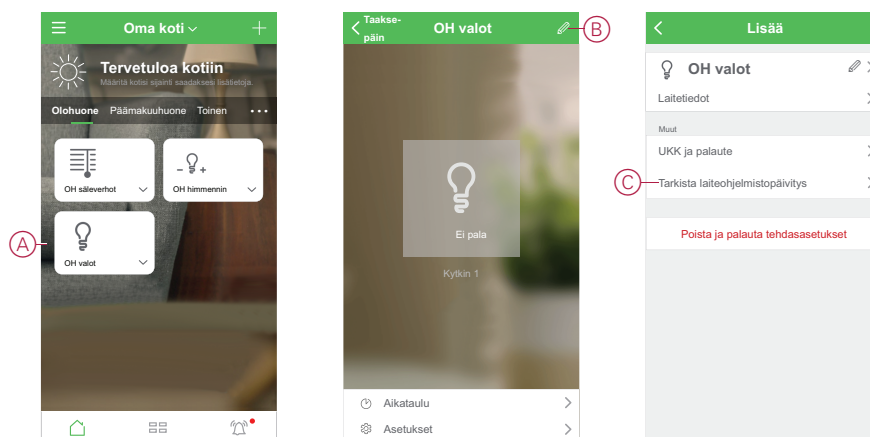 Oma koti
Tervetuloa kotiin
Määritä kotisi sijainti saadaksesi lisätietoja.
Olohuone Päämakuuhuone Toinen
OH säleverhot
OH himmennin
OH valot
A
Taakse-
päin
OH valot
B
Ei pala
Kytkin 1
Aikataulu
Asetukset
Lisää
OH valot
Laitetiedot
Muut
UKK ja palaute
C
Tarkista laiteohjelmistopäivitys
Poista ja palauta tehdasasetukset